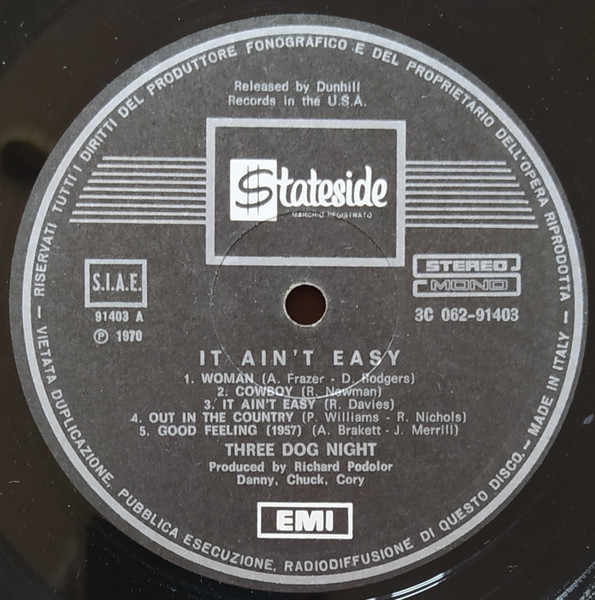 RISERVATI TUTTI I DIRITTI DEL PRODUTTORE FONOGRAFICO E DEL PROPRIETARIO DELL'OPERA RIPRODOTTA
Released by Dunhill
Records in the U.S.A.
Stateside
MARCHIO REGISTRATO
S.I.A.E.
91403 A
℗ 1970
STEREO
MONO
3C 062-91403
IT AIN'T EASY
1. WOMAN (A. Frazer - D. Rodgers)
2. COWBOY (R. Newman)
3. IT AIN'T EASY (R. Davies)
4. OUT IN THE COUNTRY (P. Williams - R. Nichols)
5. GOOD FEELING (1957) (A. Brakett - J. Merrill)
THREE DOG NIGHT
Produced by Richard Podolor
Danny, Chuck, Cory
EMI
— VIETATA DUPLICAZIONE, PUBBLICA ESECUZIONE, RADIODIFFUSIONE DI QUESTO DISCO. — MADE IN ITALY —